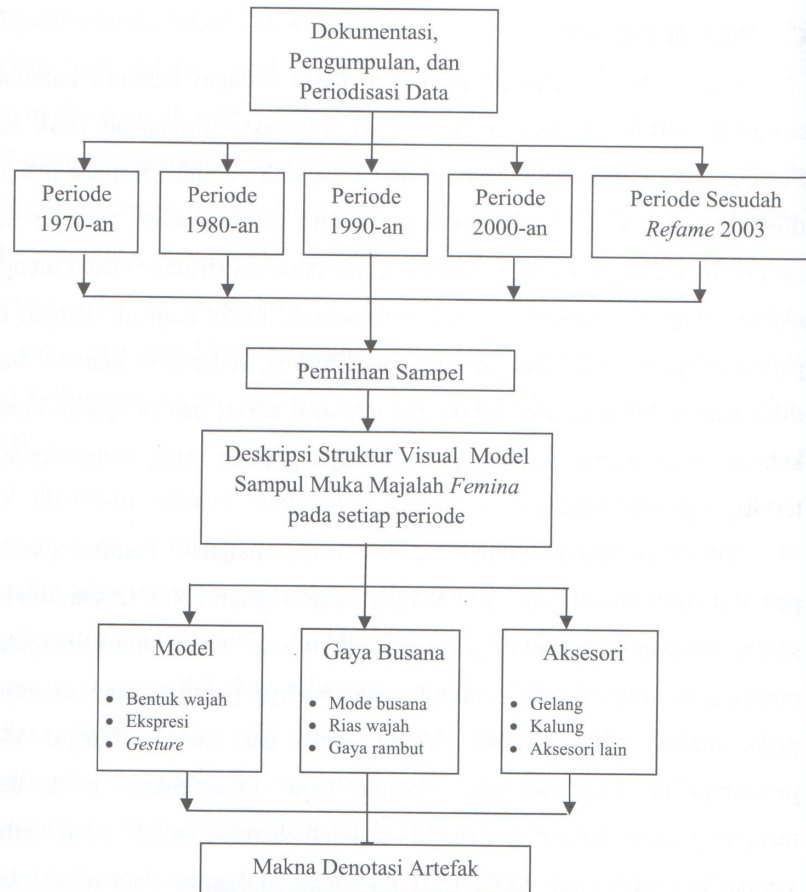 Dokumentasi,
Pengumpulan, dan
Periodisasi Data
Periode
1970-an
Periode
1980-an
Periode
1990-an
Periode
2000-an
Periode Sesudah
Refame 2003
Pemilihan Sampel
Deskripsi Struktur Visual Model
Sampul Muka Majalah Femina
pada setiap periode
Model
• Bentuk wajah
• Ekspresi
• Gesture
Gaya Busana
• Mode busana
• Rias wajah
• Gaya rambut
Aksesori
• Gelang
• Kalung
• Aksesori lain
Makna Denotasi Artefak